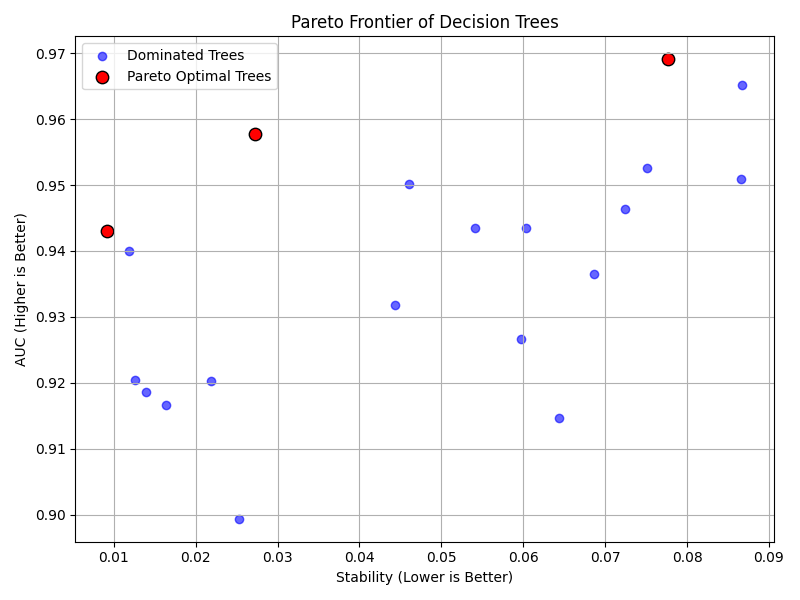 Pareto Frontier of Decision Trees
Dominated Trees
Pareto Optimal Trees
AUC (Higher is Better)
0.97
0.96
0.95
0.94
0.93
0.92
0.91
0.90
0.01 0.02 0.03 0.04 0.05 0.06 0.07 0.08 0.09
Stability (Lower is Better)